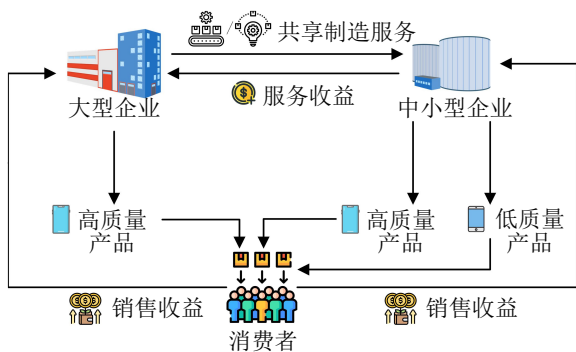 共享制造服务
大型企业
服务收益
中小型企业
高质量
产品
高质量
产品
低质量
产品
销售收益
销售收益
消费者